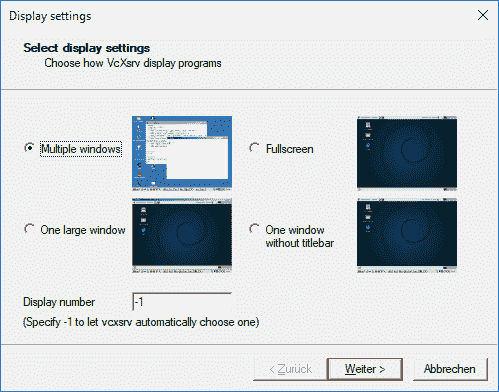 Display settings
Select display settings
Choose how VcXsrv display programs
Multiple windows
Fullscreen
One large window
One window
without titlebar
Display number
-1
(Specify -1 to let vcxsrv automatically choose one)
< Zurück
Weiter >
Abbrechen